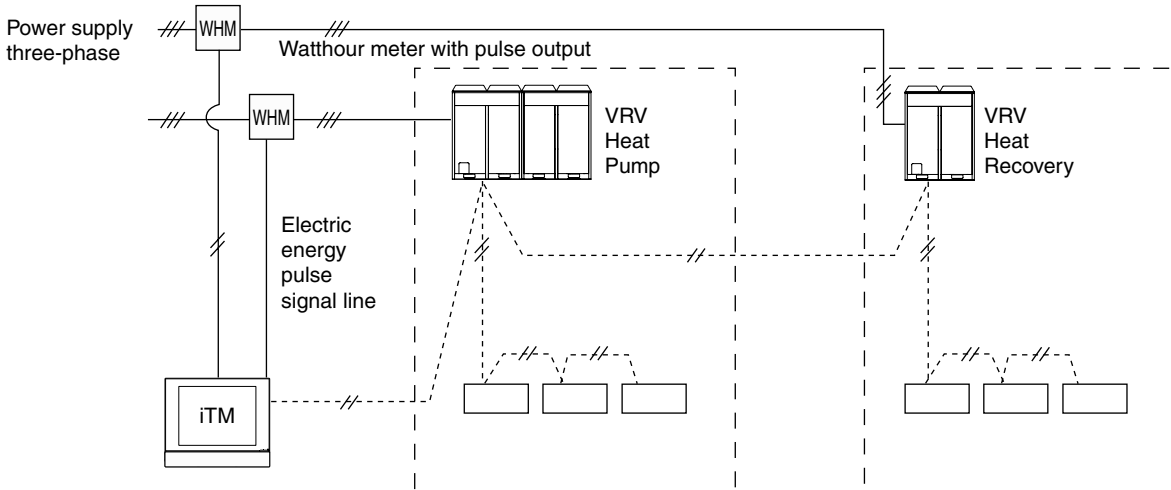 Power supply
three-phase
WHM
Watthour meter with pulse output
WHM
VRV
Heat
Pump
VRV
Heat
Recovery
Electric
energy
pulse
signal line
iTM